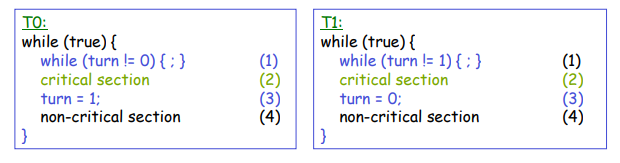 T0:
while (true) {
while (turn != 0) { ; } (1)
critical section (2)
turn = 1; (3)
non-critical section (4)
}
T1:
while (true) {
while (turn != 1) { ; } (1)
critical section (2)
turn = 0; (3)
non-critical section (4)
}